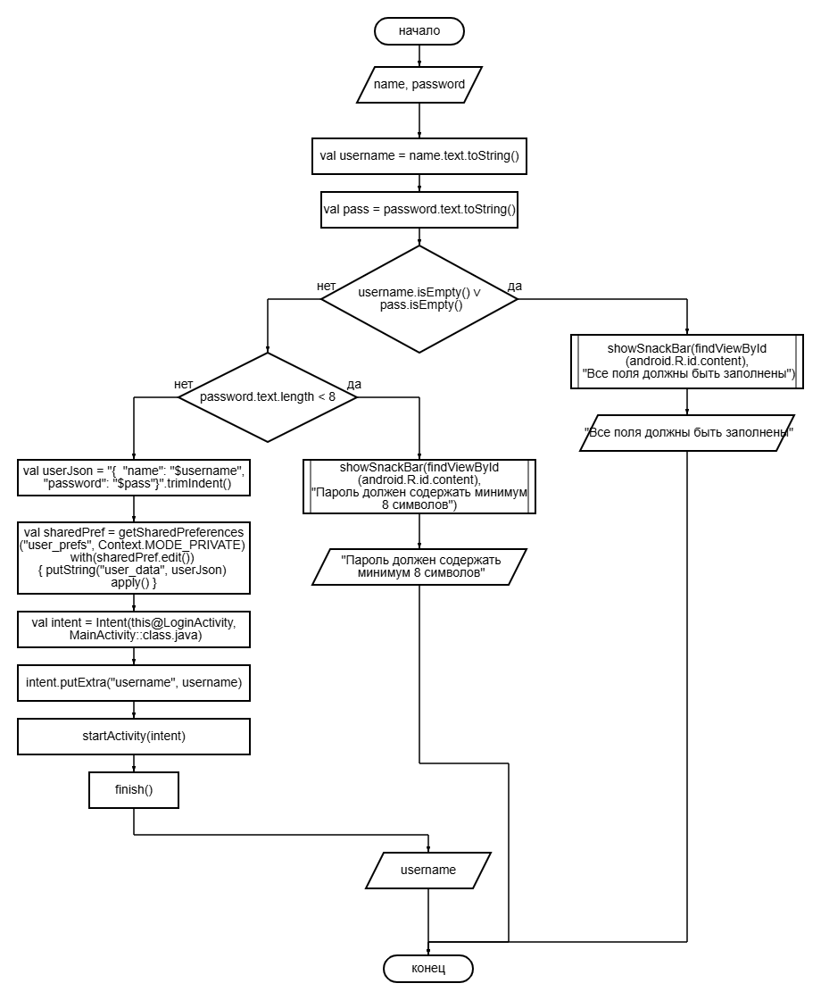 начало
name, password
val username = name.text.toString()
val pass = password.text.toString()
нет
да
username.isEmpty() ∨
pass.isEmpty()
showSnackBar(findViewById
(android.R.id.content),
"Все поля должны быть заполнены")
"Все поля должны быть заполнены"
нет
да
password.text.length < 8
showSnackBar(findViewById
(android.R.id.content),
"Пароль должен содержать минимум
8 символов")
"Пароль должен содержать
минимум 8 символов"
val userJson = "{  "name": "$username",
"password": "$pass"}".trimIndent()
val sharedPref = getSharedPreferences
("user_prefs", Context.MODE_PRIVATE)
with(sharedPref.edit())
{ putString("user_data", userJson)
apply() }
val intent = Intent(this@LoginActivity,
MainActivity::class.java)
intent.putExtra("username", username)
startActivity(intent)
finish()
username
конец